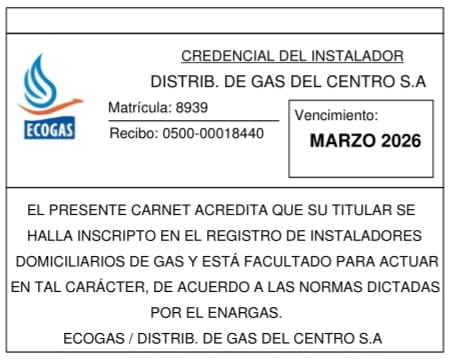 CREDENCIAL DEL INSTALADOR
DISTRIB. DE GAS DEL CENTRO S.A
ECOGAS
Matrícula: 8939
Recibo: 0500-00018440
Vencimiento:
MARZO 2026
EL PRESENTE CARNET ACREDITA QUE SU TITULAR SE
HALLA INSCRIPTO EN EL REGISTRO DE INSTALADORES
DOMICILIARIOS DE GAS Y ESTÁ FACULTADO PARA ACTUAR
EN TAL CARÁCTER, DE ACUERDO A LAS NORMAS DICTADAS
POR EL ENARGAS.
ECOGAS / DISTRIB. DE GAS DEL CENTRO S.A